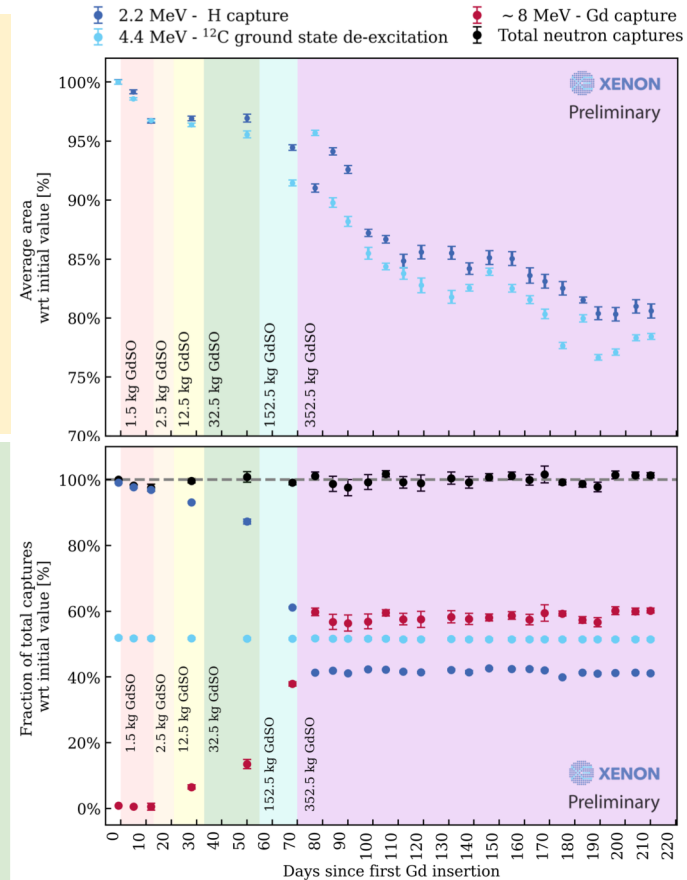 2.2 MeV - H capture
~ 8 MeV - Gd capture
4.4 MeV - ¹²C ground state de-excitation
Total neutron captures
XENON
Preliminary
100%
95%
90%
85%
80%
75%
70%
Average area
wrt initial value [%]
1.5 kg GdSO
2.5 kg GdSO
12.5 kg GdSO
32.5 kg GdSO
152.5 kg GdSO
352.5 kg GdSO
100%
80%
60%
40%
20%
0%
Fraction of total captures
wrt initial value [%]
1.5 kg GdSO
2.5 kg GdSO
12.5 kg GdSO
32.5 kg GdSO
152.5 kg GdSO
352.5 kg GdSO
XENON
Preliminary
0 10 20 30 40 50 60 70 80 90 100 110 120 130 140 150 160 170 180 190 200 210 220
Days since first Gd insertion